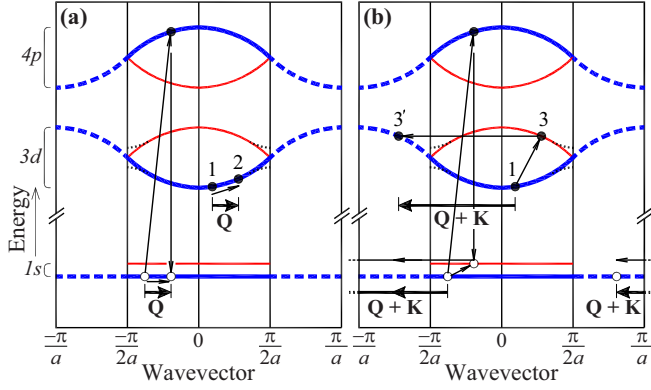 (a) (b)
4p
3d
1s
Energy
1 2
Q
Q
3′ 3
1
Q + K
Q + K Q + K
−π/a −π/2a 0 π/2a π/a −π/a −π/2a 0 π/2a π/a
Wavevector Wavevector